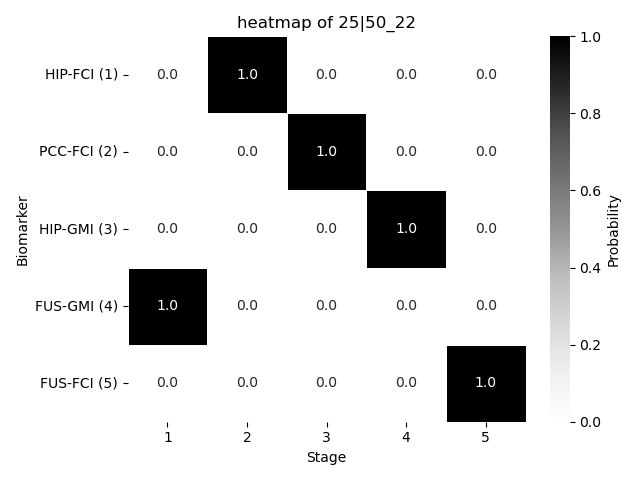 heatmap of 25|50_22
HIP-FCI (1) 0.0 1.0 0.0 0.0 0.0
PCC-FCI (2) 0.0 0.0 1.0 0.0 0.0
HIP-GMI (3) 0.0 0.0 0.0 1.0 0.0
FUS-GMI (4) 1.0 0.0 0.0 0.0 0.0
FUS-FCI (5) 0.0 0.0 0.0 0.0 1.0
1 2 3 4 5
Stage
Biomarker
1.0
0.8
0.6
0.4
0.2
0.0
Probability